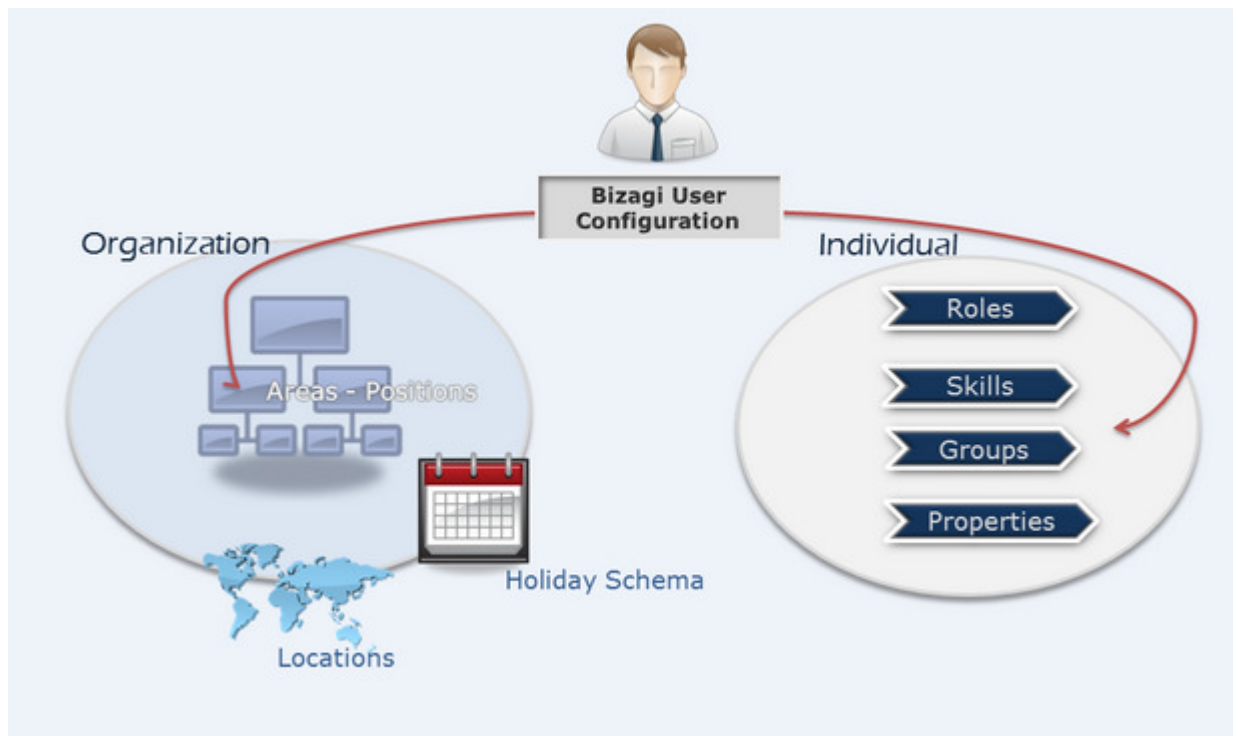 Bizagi User
Configuration
Organization
Individual
Areas - Positions
Holiday Schema
Locations
Roles
Skills
Groups
Properties